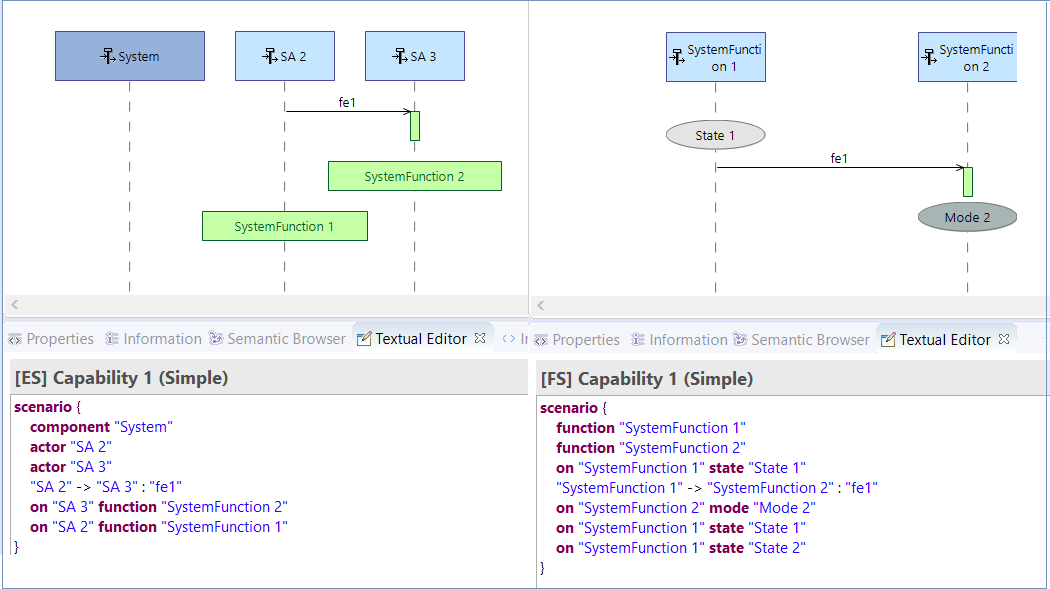 System
SA 2
SA 3
fe1
SystemFunction 2
SystemFunction 1
SystemFuncti
on 1
SystemFuncti
on 2
State 1
fe1
Mode 2
Properties
Information
Semantic Browser
Textual Editor
I
[ES] Capability 1 (Simple)
scenario {
component "System"
actor "SA 2"
actor "SA 3"
"SA 2" -> "SA 3" : "fe1"
on "SA 3" function "SystemFunction 2"
on "SA 2" function "SystemFunction 1"
}
Properties
Information
Semantic Browser
Textual Editor
[FS] Capability 1 (Simple)
scenario {
function "SystemFunction 1"
function "SystemFunction 2"
on "SystemFunction 1" state "State 1"
"SystemFunction 1" -> "SystemFunction 2" : "fe1"
on "SystemFunction 2" mode "Mode 2"
on "SystemFunction 1" state "State 1"
on "SystemFunction 1" state "State 2"
}